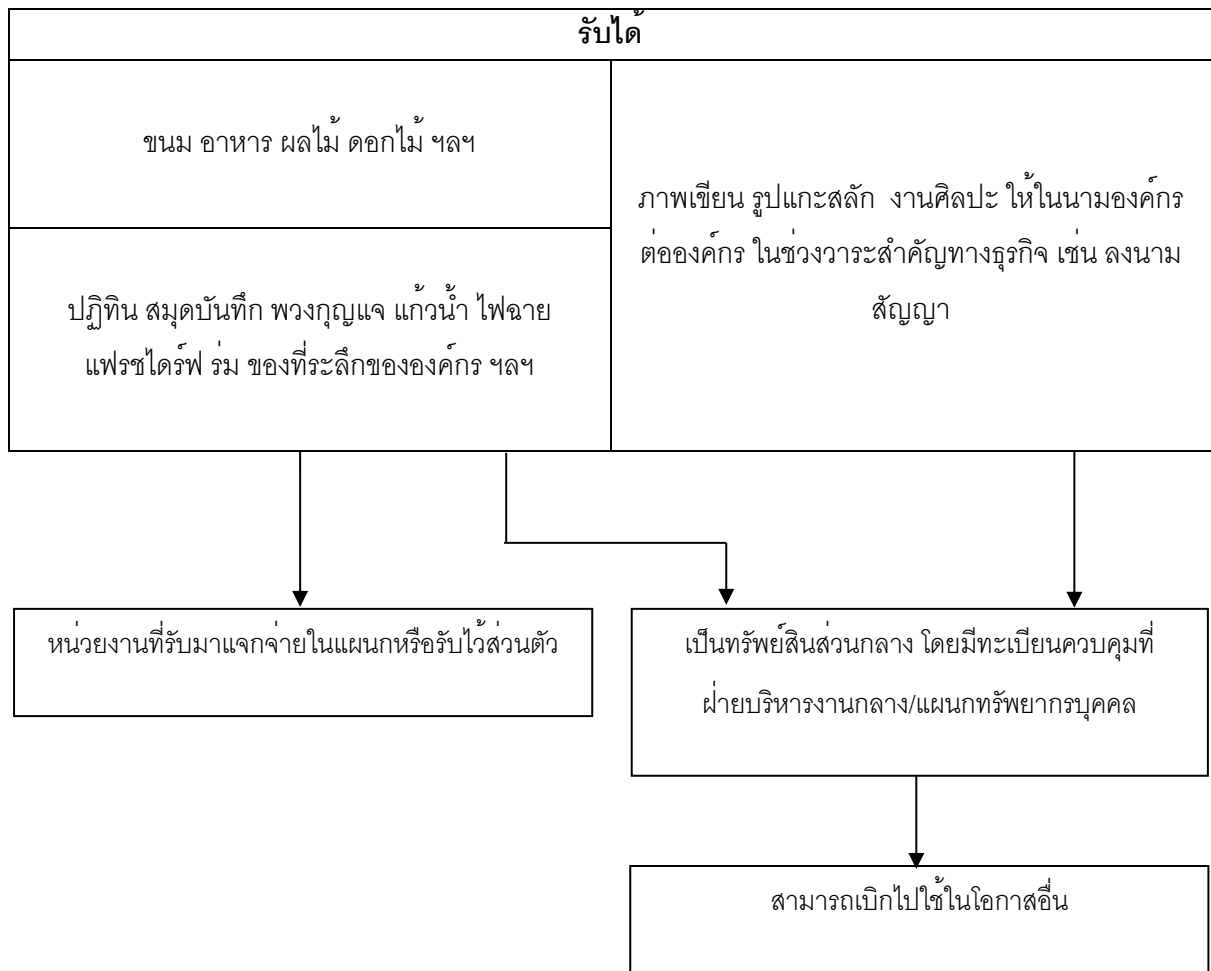 รับได้
ขนม อาหาร ผลไม้ ดอกไม้ ฯลฯ
ปฏิทิน สมุดบันทึก พวงกุญแจ แก้วน้ำ ไฟฉาย
แฟรชไดร์ฟ ร่ม ของที่ระลึกขององค์กร ฯลฯ
ภาพเขียน รูปแกะสลัก งานศิลปะ ให้ในนามองค์กร
ต่อองค์กร ในช่วงวาระสำคัญทางธุรกิจ เช่น ลงนาม
สัญญา
หน่วยงานที่รับมาแจกจ่ายในแผนกหรือรับไว้ส่วนตัว
เป็นทรัพย์สินส่วนกลาง โดยมีทะเบียนควบคุมที่
ฝ่ายบริหารงานกลาง/แผนกทรัพยากรบุคคล
สามารถเบิกไปใช้ในโอกาสอื่น